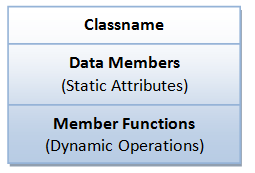 Classname
Data Members
(Static Attributes)
Member Functions
(Dynamic Operations)